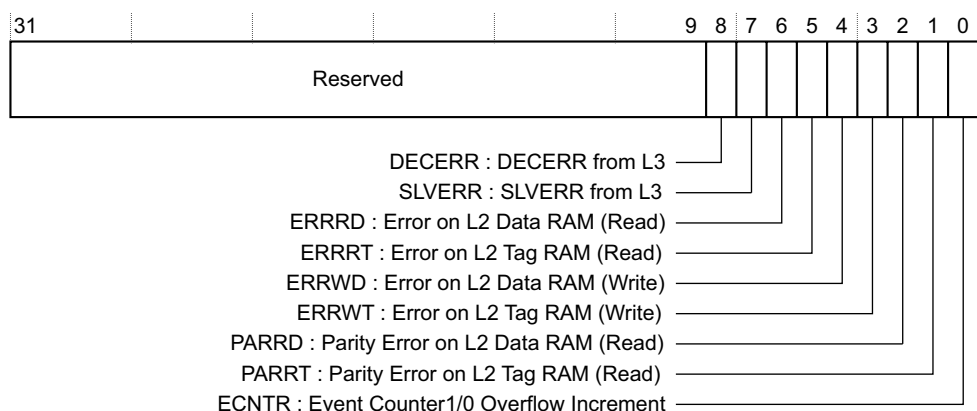 31 9 8 7 6 5 4 3 2 1 0
Reserved
DECERR : DECERR from L3
SLVERR : SLVERR from L3
ERRRD : Error on L2 Data RAM (Read)
ERRRT : Error on L2 Tag RAM (Read)
ERRWD : Error on L2 Data RAM (Write)
ERRWT : Error on L2 Tag RAM (Write)
PARRD : Parity Error on L2 Data RAM (Read)
PARRT : Parity Error on L2 Tag RAM (Read)
ECNTR : Event Counter1/0 Overflow Increment